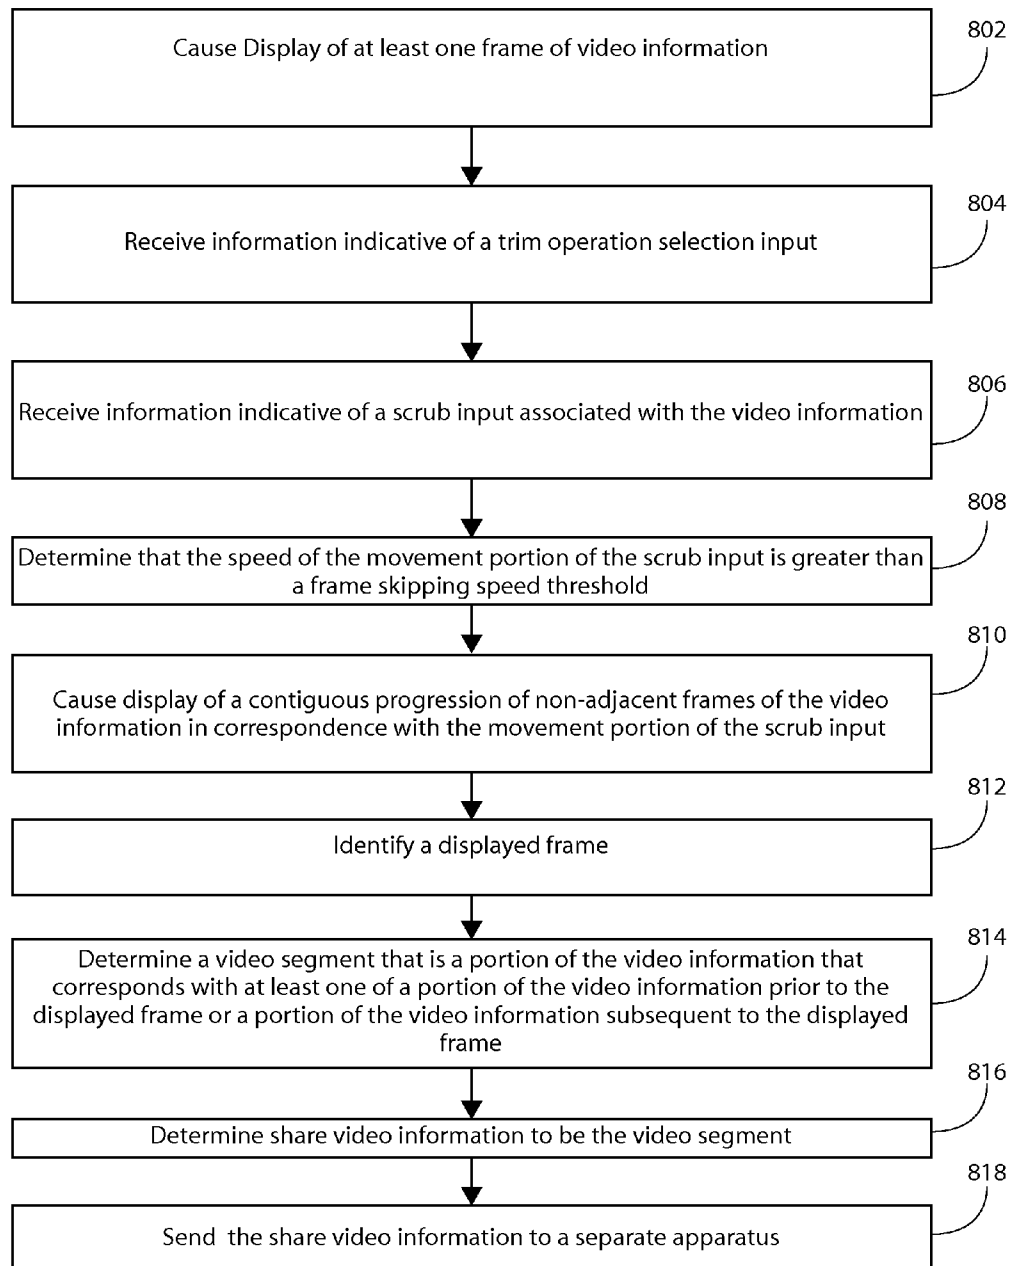 802
Cause Display of at least one frame of video information
804
Receive information indicative of a trim operation selection input
806
Receive information indicative of a scrub input associated with the video information
808
Determine that the speed of the movement portion of the scrub input is greater than
a frame skipping speed threshold
810
Cause display of a contiguous progression of non-adjacent frames of the video
information in correspondence with the movement portion of the scrub input
812
Identify a displayed frame
814
Determine a video segment that is a portion of the video information that
corresponds with at least one of a portion of the video information prior to the
displayed frame or a portion of the video information subsequent to the displayed
frame
816
Determine share video information to be the video segment
818
Send the share video information to a separate apparatus